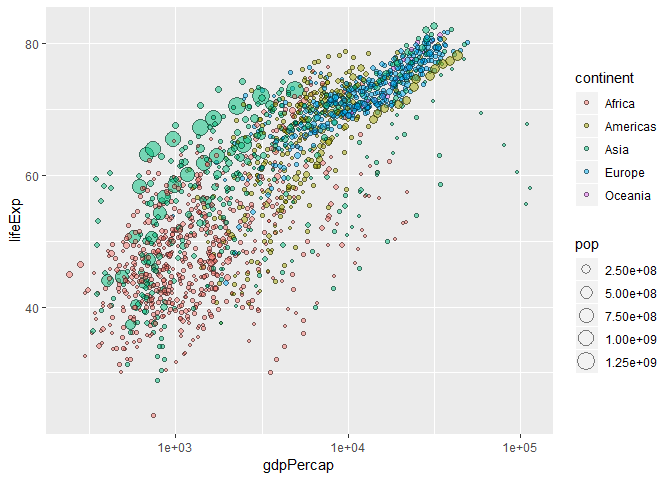 80
60
40
lifeExp
1e+03
1e+04
1e+05
gdpPercap
continent
Africa
Americas
Asia
Europe
Oceania
pop
2.50e+08
5.00e+08
7.50e+08
1.00e+09
1.25e+09